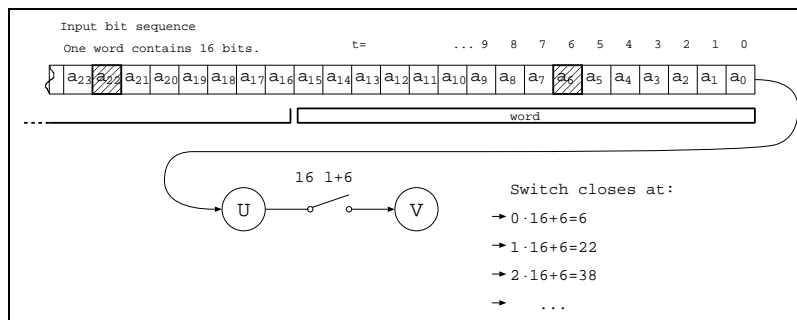 Input bit sequence
One word contains 16 bits. t= ... 9 8 7 6 5 4 3 2 1 0
a23 a22 a21 a20 a19 a18 a17 a16 a15 a14 a13 a12 a11 a10 a9 a8 a7 a6 a5 a4 a3 a2 a1 a0
word
16 l+6
U V
Switch closes at:
→ 0·16+6=6
→ 1·16+6=22
→ 2·16+6=38
→ ...